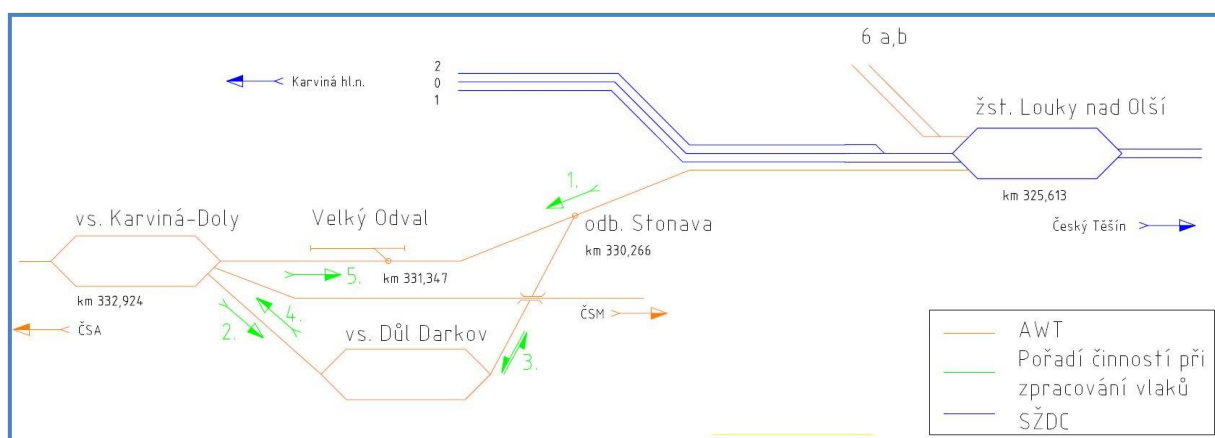 6 a,b
2
0
1
Karviná hl.n.
žst. Louky nad Olší
km 325,613
Český Těšín
1.
vs. Karviná-Doly
Velký Odval
odb. Stonava
km 330,266
5.
km 331,347
km 332,924
4.
2.
ČSM
ČSA
vs. Důl Darkov
3.
AWT
Pořadí činností při
zpracování vlaků
SŽDC